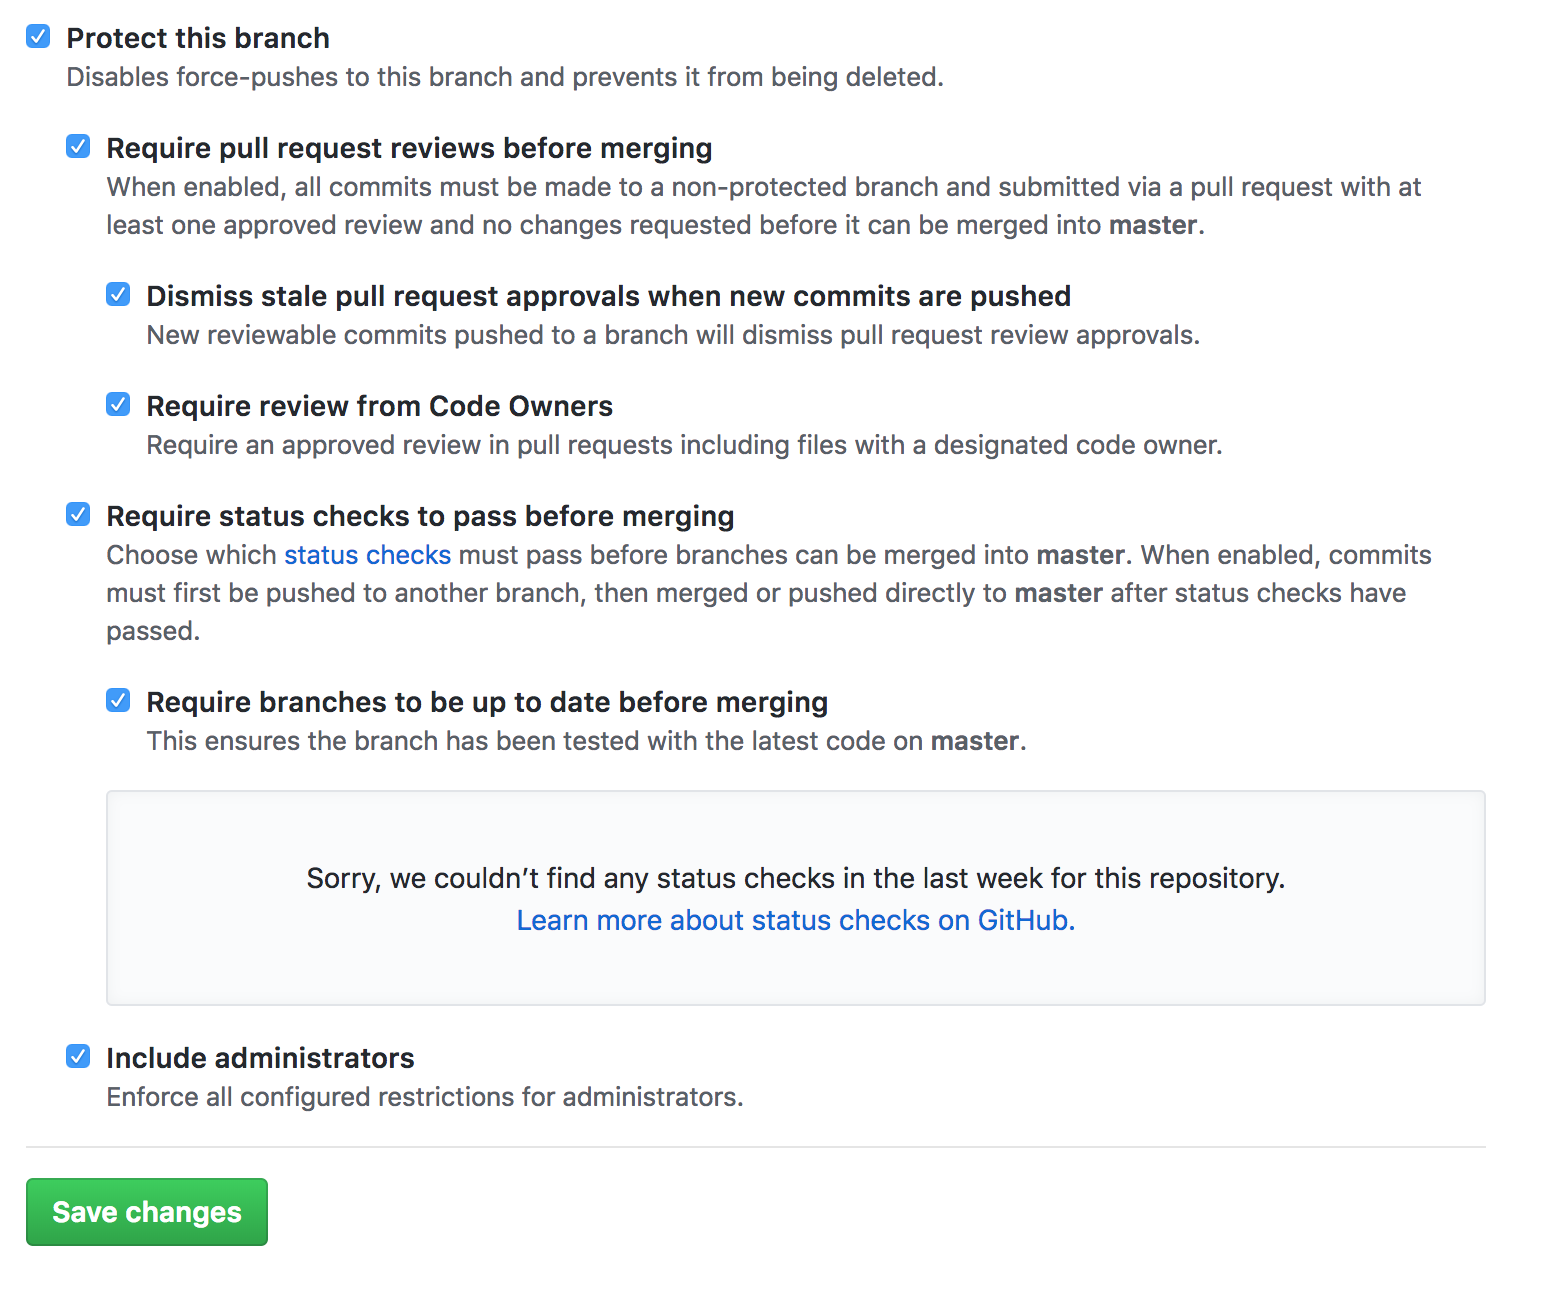 Protect this branch
Disables force-pushes to this branch and prevents it from being deleted.
Require pull request reviews before merging
When enabled, all commits must be made to a non-protected branch and submitted via a pull request with at
least one approved review and no changes requested before it can be merged into master.
Dismiss stale pull request approvals when new commits are pushed
New reviewable commits pushed to a branch will dismiss pull request review approvals.
Require review from Code Owners
Require an approved review in pull requests including files with a designated code owner.
Require status checks to pass before merging
Choose which status checks must pass before branches can be merged into master. When enabled, commits
must first be pushed to another branch, then merged or pushed directly to master after status checks have
passed.
Require branches to be up to date before merging
This ensures the branch has been tested with the latest code on master.
Sorry, we couldn’t find any status checks in the last week for this repository.
Learn more about status checks on GitHub.
Include administrators
Enforce all configured restrictions for administrators.
Save changes